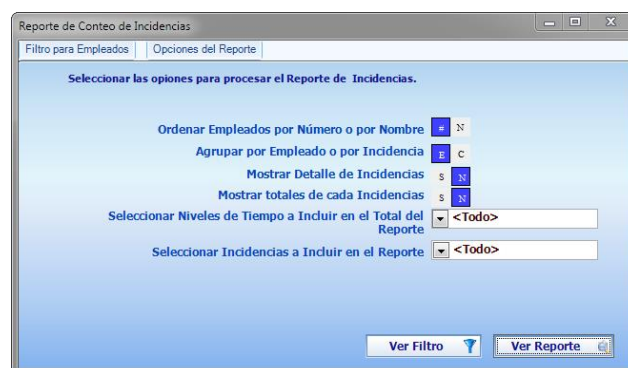 Reporte de Conteo de Incidencias
Filtro para Empleados
Opciones del Reporte
Seleccionar las opiones para procesar el Reporte de Incidencias.
Ordenar Empleados por Número o por Nombre # N
Agrupar por Empleado o por Incidencia E C
Mostrar Detalle de Incidencias S N
Mostrar totales de cada Incidencias S N
Seleccionar Niveles de Tiempo a Incluir en el Total del
Reporte <Todo>
Seleccionar Incidencias a Incluir en el Reporte <Todo>
Ver Filtro
Ver Reporte